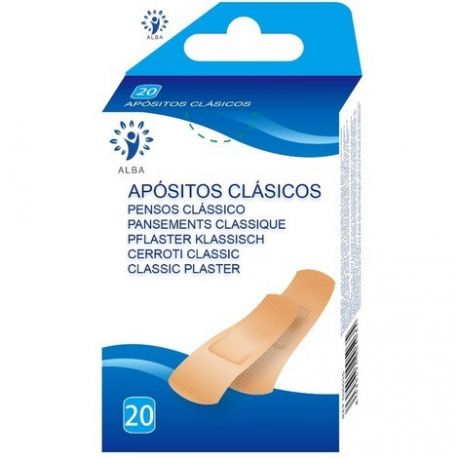 ALBA
20
APÓSITOS CLÁSICOS
ALBA
APÓSITOS CLÁSICOS
PENSOS CLÁSSICO
PANSEMENTS CLASSIQUE
PFLASTER KLASSISCH
CERROTI CLASSIC
CLASSIC PLASTER
20